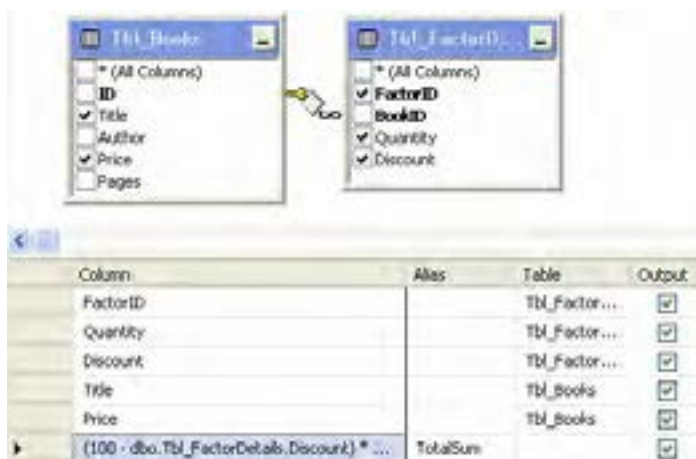 Tbl_Books
* (All Columns)
ID
Title
Author
Price
Pages
Tbl_FactorD...
* (All Columns)
FactorID
BookID
Quantity
Discount
Column Alias Table Output
FactorID Tbl_Factor...
Quantity Tbl_Factor...
Discount Tbl_Factor...
Title Tbl_Books
Price Tbl_Books
(100 - dbo.Tbl_FactorDetails.Discount) * ... TotalSum